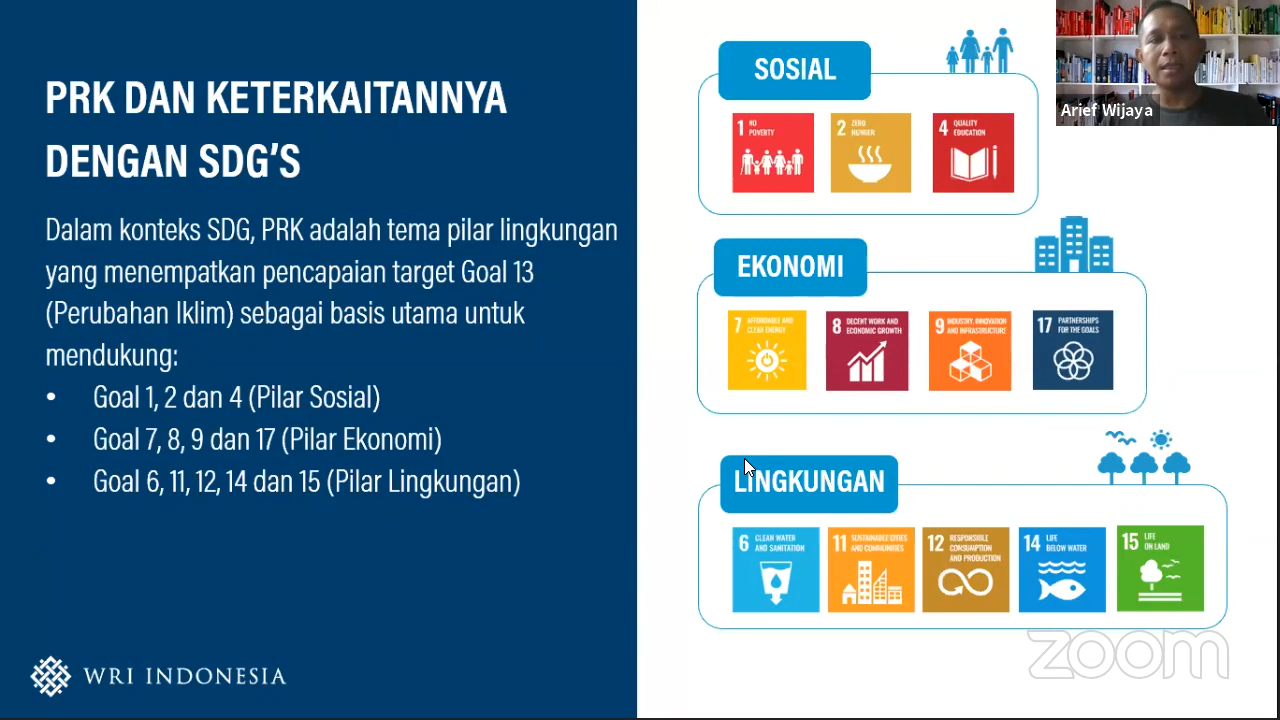 PRK DAN KETERKAITANNYA
DENGAN SDG'S
Dalam konteks SDG, PRK adalah tema pilar lingkungan
yang menempatkan pencapaian target Goal 13
(Perubahan Iklim) sebagai basis utama untuk
mendukung:
• Goal 1, 2 dan 4 (Pilar Sosial)
• Goal 7, 8, 9 dan 17 (Pilar Ekonomi)
• Goal 6, 11, 12, 14 dan 15 (Pilar Lingkungan)
WRI INDONESIA
SOSIAL
1 NO
POVERTY
2 ZERO
HUNGER
4 QUALITY
EDUCATION
EKONOMI
7 AFFORDABLE AND
CLEAN ENERGY
8 DECENT WORK AND
ECONOMIC GROWTH
9 INDUSTRY, INNOVATION
AND INFRASTRUCTURE
17 PARTNERSHIPS
FOR THE GOALS
LINGKUNGAN
6 CLEAN WATER
AND SANITATION
11 SUSTAINABLE CITIES
AND COMMUNITIES
12 RESPONSIBLE
CONSUMPTION
AND PRODUCTION
14 LIFE
BELOW WATER
15 LIFE
ON LAND
Arief Wijaya
zoom